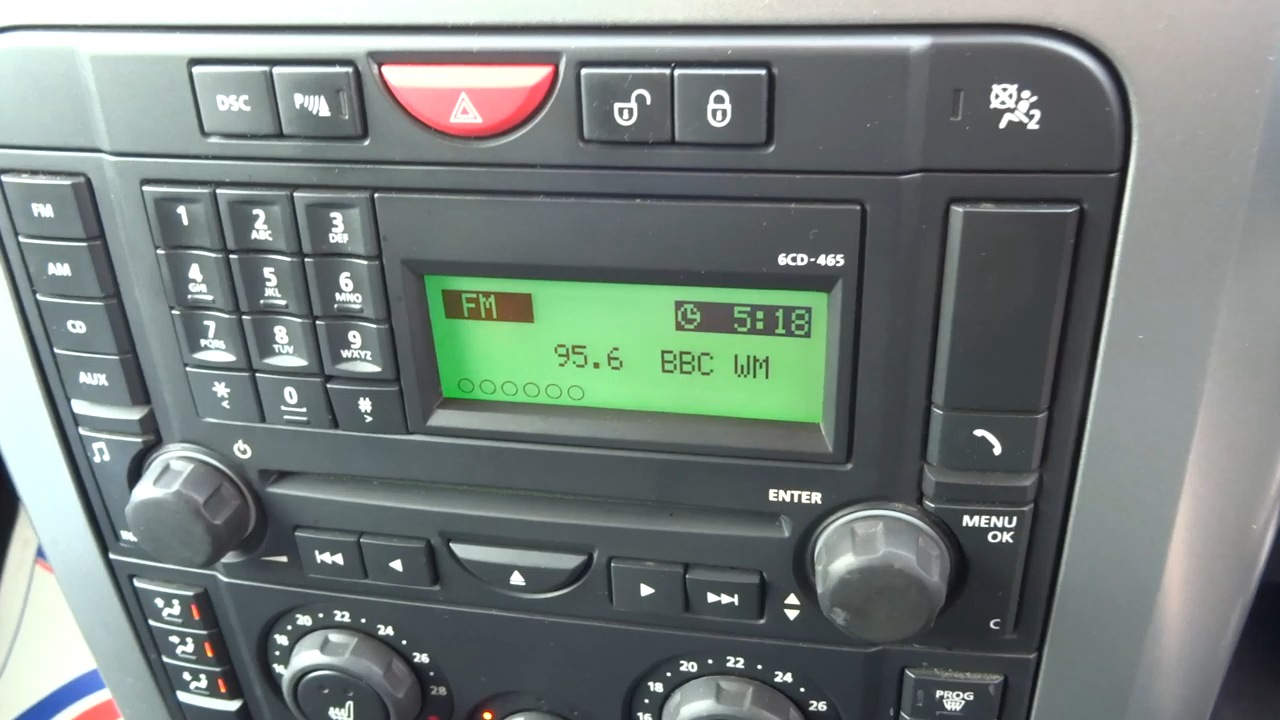 DSC P
2
FM
AM
CD
AUX
1 2 ABC 3 DEF
4 GHI 5 JKL 6 MNO
7 PQRS 8 TUV 9 WXYZ
* < 0 # >
6CD-465
FM 5:18
95.6 BBC WM
ENTER
MENU
OK
C
18 20 22 24 26 28
16 18 20 22 24 26
PROG